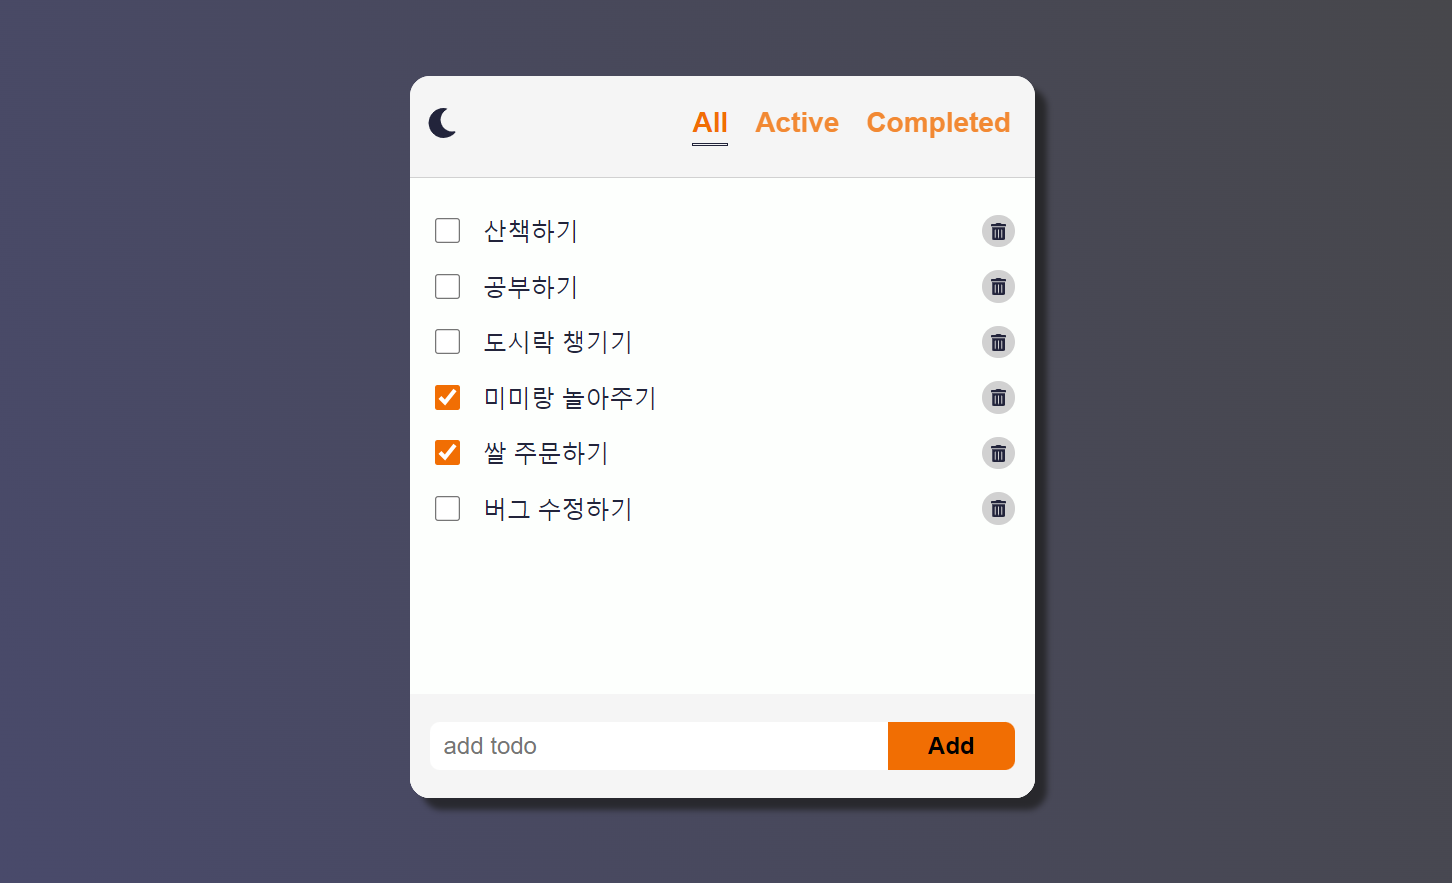 All Active Completed
산책하기
공부하기
도시락 챙기기
미미랑 놀아주기
쌀 주문하기
버그 수정하기
add todo Add